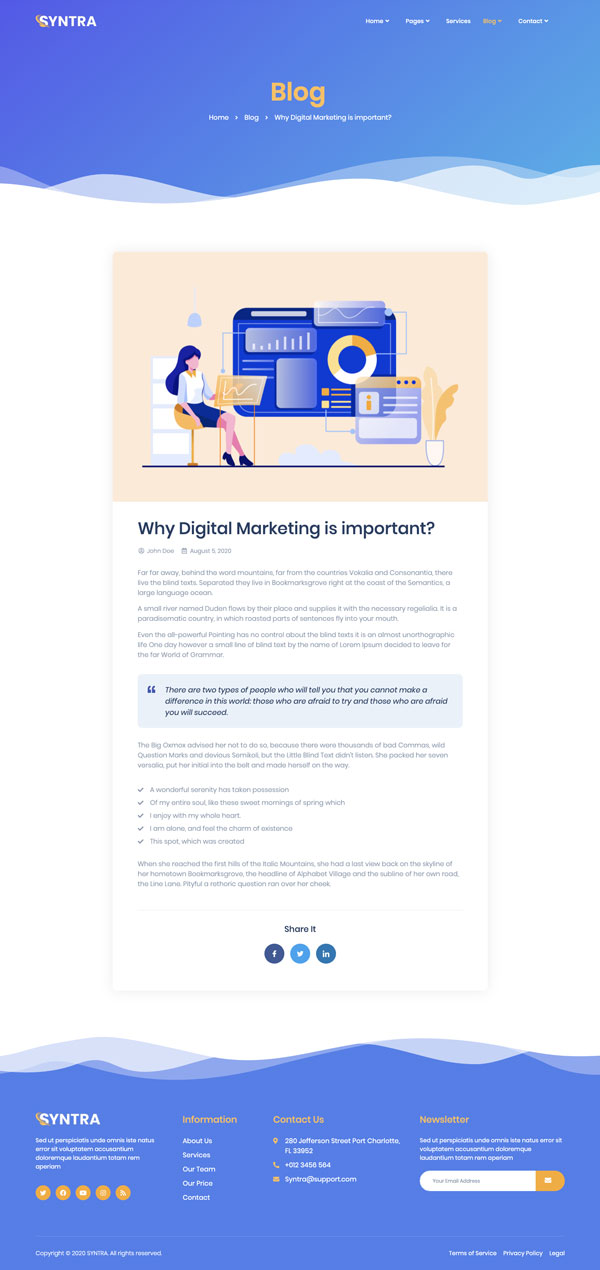 SYNTRA
Home Pages Services Blog Contact
Blog
Home > Blog > Why Digital Marketing is important?
Why Digital Marketing is important?
John Doe August 5, 2020
Far far away, behind the word mountains, far from the countries Vokalia and Consonantia, there
live the blind texts. Separated they live in Bookmarksgrove right at the coast of the Semantics, a
large language ocean.
A small river named Duden flows by their place and supplies it with the necessary regelialia. It is a
paradisematic country, in which roasted parts of sentences fly into your mouth.
Even the all-powerful Pointing has no control about the blind texts it is an almost unorthographic
life One day however a small line of blind text by the name of Lorem Ipsum decided to leave for
the far World of Grammar.
“ There are two types of people who will tell you that you cannot make a
difference in this world: those who are afraid to try and those who are afraid
you will succeed.
The Big Oxmox advised her not to do so, because there were thousands of bad Commas, wild
Question Marks and devious Semikoli, but the Little Blind Text didn't listen. She packed her seven
versalia, put her initial into the belt and made herself on the way.
A wonderful serenity has taken possession
Of my entire soul, like these sweet mornings of spring which
I enjoy with my whole heart.
I am alone, and feel the charm of existence
This spot, which was created
When she reached the first hills of the Italic Mountains, she had a last view back on the skyline of
her hometown Bookmarksgrove, the headline of Alphabet Village and the subline of her own road,
the Line Lane. Pityful a rethoric question ran over her cheek.
Share It
SYNTRA
Sed ut perspiciatis unde omnis iste natus
error sit voluptatem accusantium
doloremque laudantium totam rem
aperiam
Information
About Us
Services
Our Team
Our Price
Contact
Contact Us
280 Jefferson Street Port Charlotte,
FL 33952
+012 3456 564
Syntra@support.com
Newsletter
Sed ut perspiciatis unde omnis iste natus error sit
voluptatem accusantium doloremque
laudantium totam rem aperiam
Your Email Address
Copyright © 2020 SYNTRA. All rights reserved.
Terms of Service Privacy Policy Legal